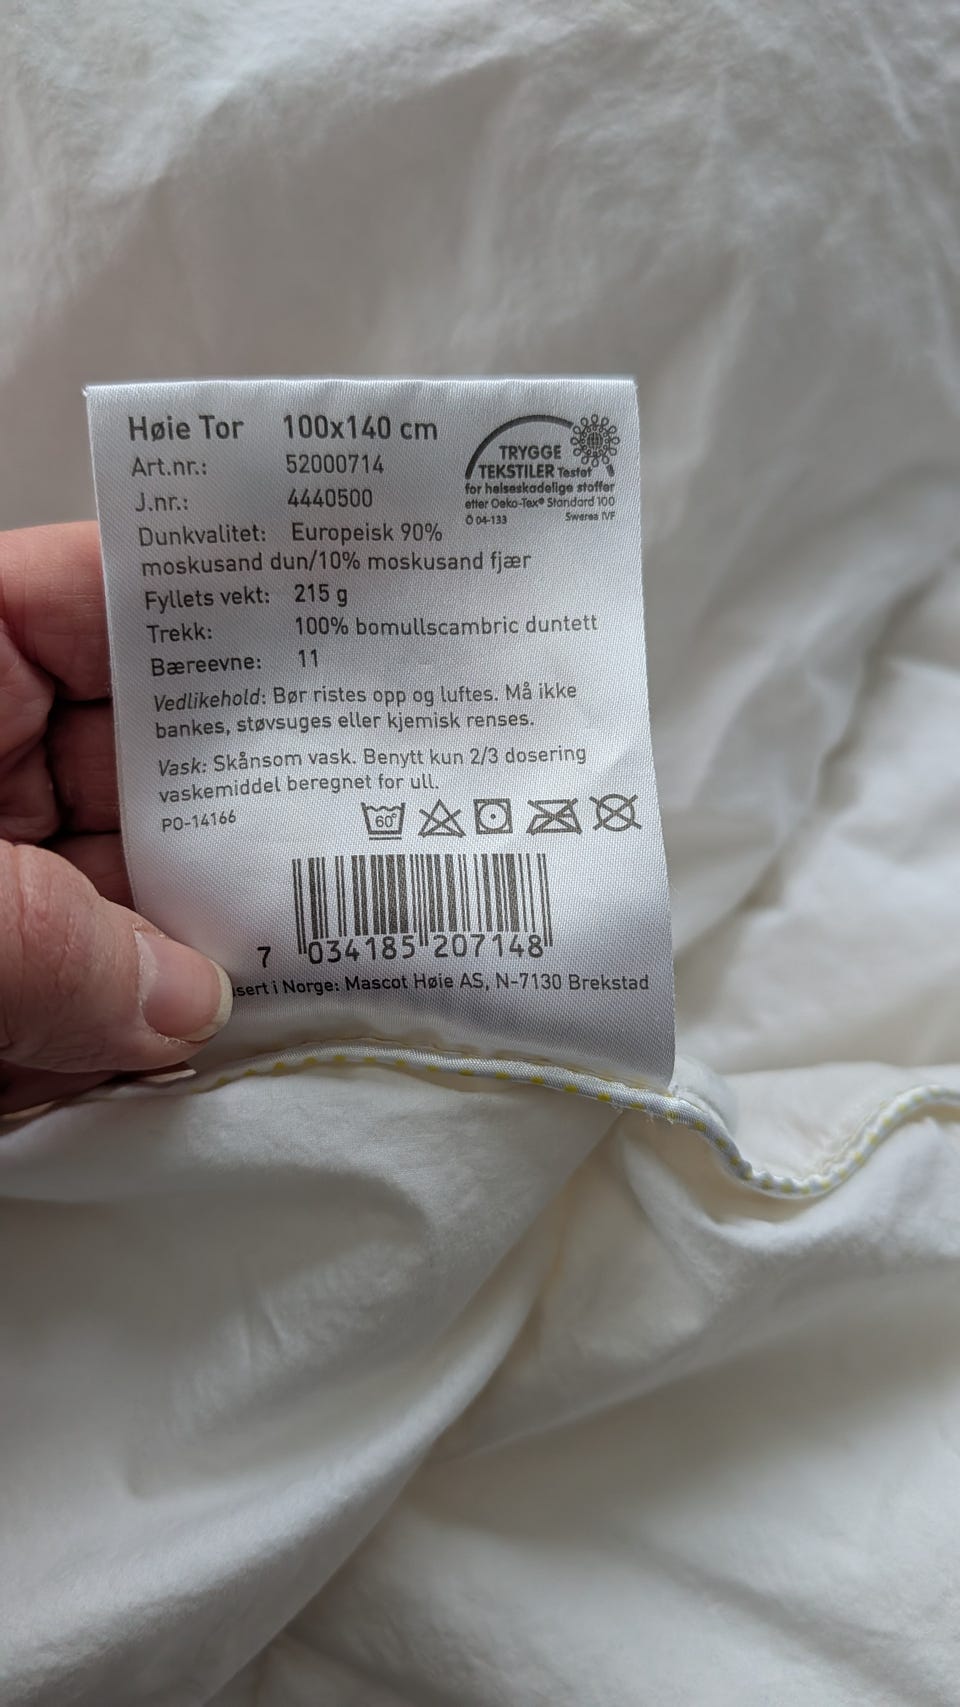 Høie Tor 100x140 cm
Art.nr.: 52000714
J.nr.: 4440500
TRYGGE
TEKSTILER Testet
for helseskadelige stoffer
etter Oeko-Tex® Standard 100
Ö 04-133 Swerea IVF
Dunkvalitet: Europeisk 90%
moskusand dun/10% moskusand fjær
Fyllets vekt: 215 g
Trekk: 100% bomullscambric duntett
Bæreevne: 11
Vedlikehold: Bør ristes opp og luftes. Må ikke
bankes, støvsuges eller kjemisk renses.
Vask: Skånsom vask. Benytt kun 2/3 dosering
vaskemiddel beregnet for ull.
PO-14166
60°
7 034185 207148
sert i Norge: Mascot Høie AS, N-7130 Brekstad